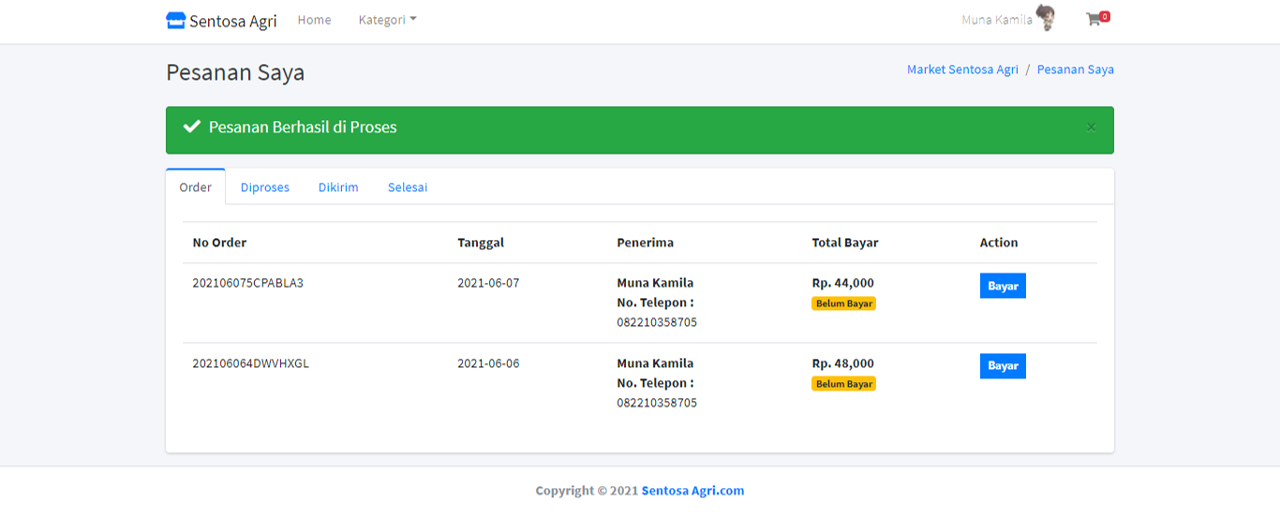 Sentosa Agri Home Kategori Muna Kamila 0
Pesanan Saya Market Sentosa Agri / Pesanan Saya
Pesanan Berhasil di Proses ×
Order Diproses Dikirim Selesai
No Order Tanggal Penerima Total Bayar Action
202106075CPABLA3 2021-06-07 Muna Kamila Rp. 44,000 Bayar
No. Telepon : Belum Bayar
082210358705
202106064DWVHXGL 2021-06-06 Muna Kamila Rp. 48,000 Bayar
No. Telepon : Belum Bayar
082210358705
Copyright © 2021 Sentosa Agri.com